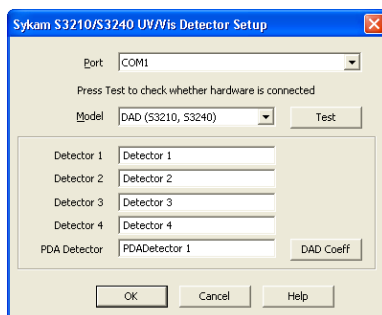 Sykam S3210/S3240 UV/Vis Detector Setup
Port COM1
Press Test to check whether hardware is connected
Model DAD (S3210, S3240) Test
Detector 1 Detector 1
Detector 2 Detector 2
Detector 3 Detector 3
Detector 4 Detector 4
PDA Detector PDADetector 1 DAD Coeff
OK Cancel Help